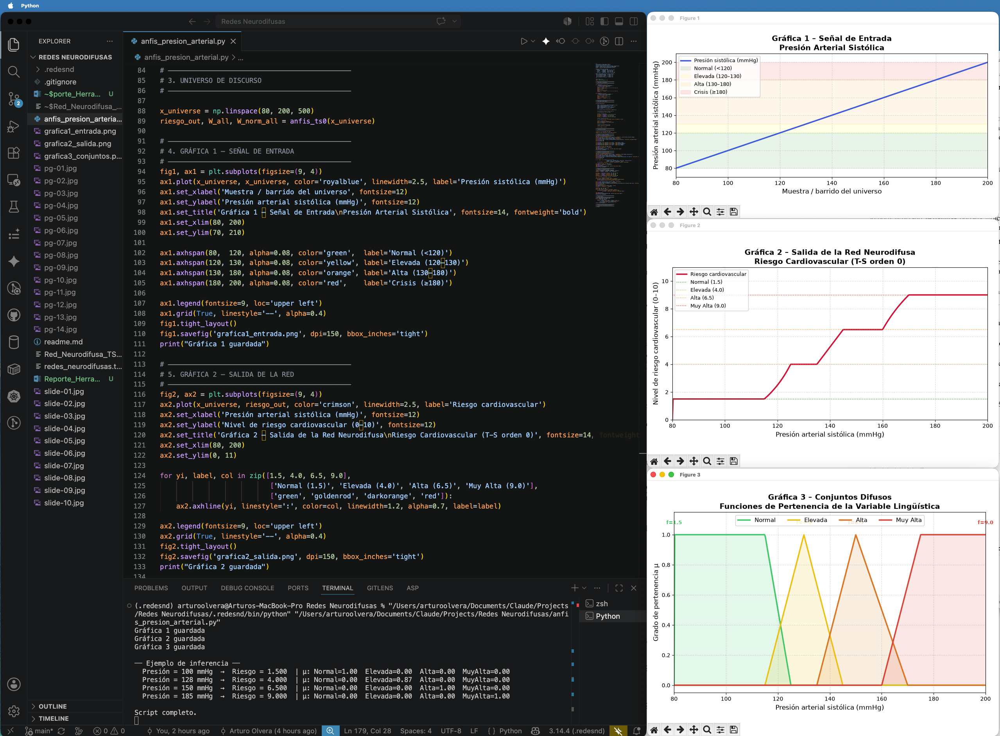 Python
Redes Neurodifusas
EXPLORER
REDES NEURODIFUSAS
.redesnd
.gitignore
~$porte_Herra... U
~$Red_Neurodifusa_...
anfis_presion_arteria...
grafica1_entrada.png
grafica2_salida.png
grafica3_conjuntos.p...
pg-01.jpg
pg-02.jpg
pg-03.jpg
pg-04.jpg
pg-05.jpg
pg-06.jpg
pg-07.jpg
pg-08.jpg
pg-09.jpg
pg-10.jpg
pg-11.jpg
pg-12.jpg
pg-13.jpg
pg-14.jpg
readme.md
Red_Neurodifusa_TS...
redes_neurodifusas.t...
Reporte_Herra... U
slide-01.jpg
slide-02.jpg
slide-03.jpg
slide-04.jpg
slide-05.jpg
slide-06.jpg
slide-07.jpg
slide-08.jpg
slide-09.jpg
slide-10.jpg
OUTLINE
TIMELINE
2
anfis_presion_arterial.py
anfis_presion_arterial.py > ...
84 # ──────────────────────────────
85 # 3. UNIVERSO DE DISCURSO
86 # ──────────────────────────────
87
88 x_universe = np.linspace(80, 200, 500)
89 riesgo_out, W_all, W_norm_all = anfis_ts0(x_universe)
90
91 # ──────────────────────────────
92 # 4. GRÁFICA 1 – SEÑAL DE ENTRADA
93 # ──────────────────────────────
94 fig1, ax1 = plt.subplots(figsize=(9, 4))
95 ax1.plot(x_universe, x_universe, color='royalblue', linewidth=2.5, label='Presión sistólica (mmHg)')
96 ax1.set_xlabel('Muestra / barrido del universo', fontsize=12)
97 ax1.set_ylabel('Presión arterial sistólica (mmHg)', fontsize=12)
98 ax1.set_title('Gráfica 1 – Señal de Entrada\nPresión Arterial Sistólica', fontsize=14, fontweight='bold')
99 ax1.set_xlim(80, 200)
100 ax1.set_ylim(70, 210)
101
102 ax1.axhspan(80,  120, alpha=0.08, color='green',  label='Normal (<120)')
103 ax1.axhspan(120, 130, alpha=0.08, color='yellow', label='Elevada (120–130)')
104 ax1.axhspan(130, 180, alpha=0.08, color='orange', label='Alta (130–180)')
105 ax1.axhspan(180, 200, alpha=0.08, color='red',    label='Crisis (≥180)')
106
107 ax1.legend(fontsize=9, loc='upper left')
108 ax1.grid(True, linestyle='--', alpha=0.4)
109 fig1.tight_layout()
110 fig1.savefig('grafica1_entrada.png', dpi=150, bbox_inches='tight')
111 print("Gráfica 1 guardada")
112
113 # ──────────────────────────────
114 # 5. GRÁFICA 2 – SALIDA DE LA RED
115 # ──────────────────────────────
116 fig2, ax2 = plt.subplots(figsize=(9, 4))
117 ax2.plot(x_universe, riesgo_out, color='crimson', linewidth=2.5, label='Riesgo cardiovascular')
118 ax2.set_xlabel('Presión arterial sistólica (mmHg)', fontsize=12)
119 ax2.set_ylabel('Nivel de riesgo cardiovascular (0–10)', fontsize=12)
120 ax2.set_title('Gráfica 2 – Salida de la Red Neurodifusa\nRiesgo Cardiovascular (T-S orden 0)', fontsize=14, fontweight
121 ax2.set_xlim(80, 200)
122 ax2.set_ylim(0, 11)
123
124 for yi, label, col in zip([1.5, 4.0, 6.5, 9.0],
125 ['Normal (1.5)', 'Elevada (4.0)', 'Alta (6.5)', 'Muy Alta (9.0)'],
126 ['green', 'goldenrod', 'darkorange', 'red']):
127 ax2.axhline(yi, linestyle=':', color=col, linewidth=1.2, alpha=0.7, label=label)
128
129 ax2.legend(fontsize=9, loc='upper left')
130 ax2.grid(True, linestyle='--', alpha=0.4)
131 fig2.tight_layout()
132 fig2.savefig('grafica2_salida.png', dpi=150, bbox_inches='tight')
133 print("Gráfica 2 guardada")
134
PROBLEMS OUTPUT DEBUG CONSOLE PORTS TERMINAL GITLENS ASP
(.redesnd) arturoolvera@Arturos-MacBook-Pro Redes Neurodifusas % "/Users/arturoolvera/Documents/Claude/Projects
/Redes Neurodifusas/.redesnd/bin/python" "/Users/arturoolvera/Documents/Claude/Projects/Redes Neurodifusas/anfi
s_presion_arterial.py"
Gráfica 1 guardada
Gráfica 2 guardada
Gráfica 3 guardada
── Ejemplo de inferencia ──
Presión = 100 mmHg → Riesgo = 1.500 | μ: Normal=1.00 Elevada=0.00 Alta=0.00 MuyAlta=0.00
Presión = 128 mmHg → Riesgo = 4.000 | μ: Normal=0.00 Elevada=0.87 Alta=0.00 MuyAlta=0.00
Presión = 150 mmHg → Riesgo = 6.500 | μ: Normal=0.00 Elevada=0.00 Alta=1.00 MuyAlta=0.00
Presión = 185 mmHg → Riesgo = 9.000 | μ: Normal=0.00 Elevada=0.00 Alta=0.00 MuyAlta=1.00
Script completo.
zsh
Python
main* 0 0 You, 2 hours ago Arturo Olvera (4 hours ago) Ln 179, Col 28 Spaces: 4 UTF-8 LF {} Python 3.14.4 (.redesnd)
Figure 1
Gráfica 1 – Señal de Entrada
Presión Arterial Sistólica
Presión arterial sistólica (mmHg)
200
180
160
140
120
100
80
Presión sistólica (mmHg)
Normal (<120)
Elevada (120–130)
Alta (130–180)
Crisis (≥180)
80 100 120 140 160 180 200
Muestra / barrido del universo
Figure 2
Gráfica 2 – Salida de la Red Neurodifusa
Riesgo Cardiovascular (T-S orden 0)
Nivel de riesgo cardiovascular (0–10)
10
8
6
4
2
0
Riesgo cardiovascular
Normal (1.5)
Elevada (4.0)
Alta (6.5)
Muy Alta (9.0)
80 100 120 140 160 180 200
Presión arterial sistólica (mmHg)
Figure 3
Gráfica 3 – Conjuntos Difusos
Funciones de Pertenencia de la Variable Lingüística
f=1.5 Normal Elevada Alta Muy Alta f=9.0
Grado de pertenencia μ
1.0
0.8
0.6
0.4
0.2
0.0
80 100 120 140 160 180 200
Presión arterial sistólica (mmHg)